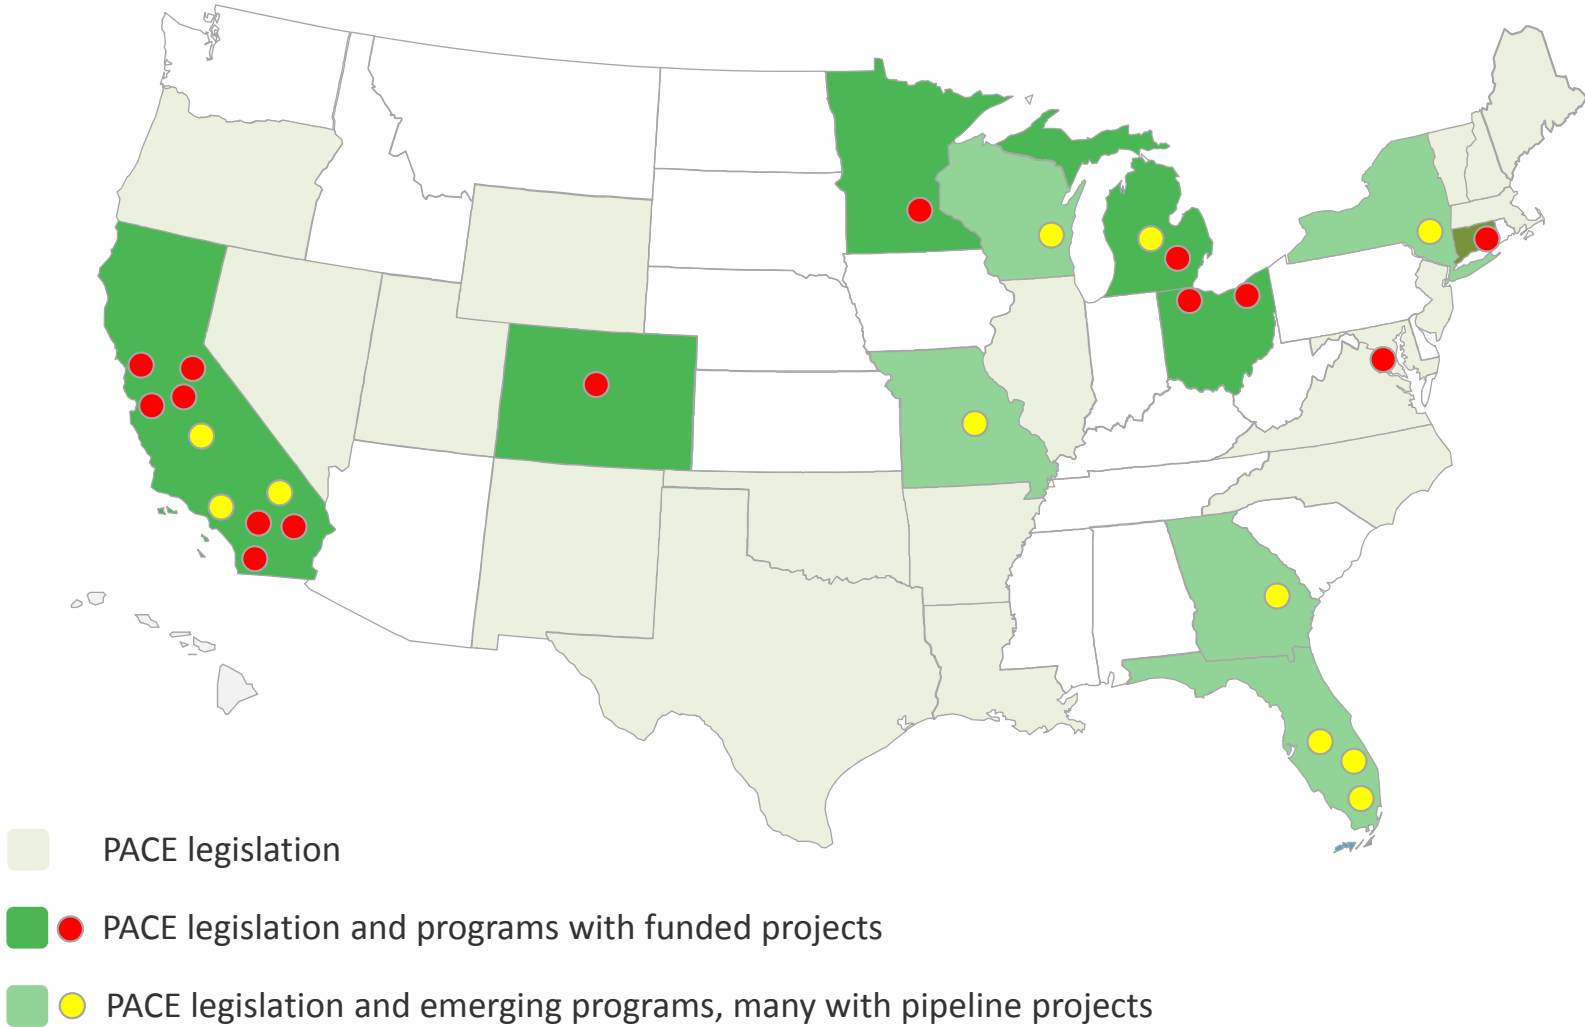 PACE legislation
PACE legislation and programs with funded projects
PACE legislation and emerging programs, many with pipeline projects